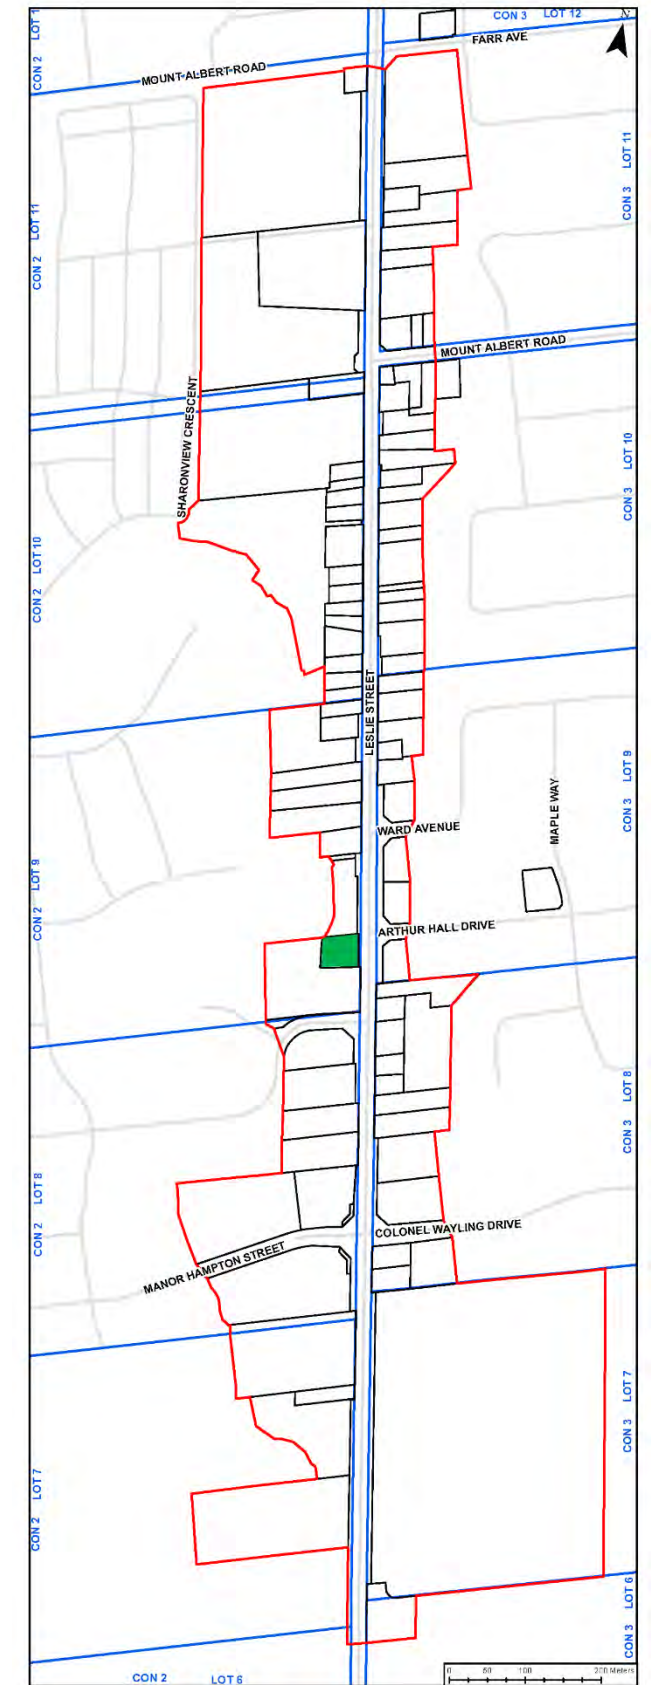 CON 3 LOT 12
N
FARR AVE
CON 2 LOT 1
MOUNT ALBERT ROAD
CON 3 LOT 11
CON 2 LOT 11
MOUNT ALBERT ROAD
SHARONVIEW CRESCENT
CON 3 LOT 10
CON 2 LOT 10
LESLIE STREET
CON 3 LOT 9
MAPLE WAY
WARD AVENUE
CON 2 LOT 9
ARTHUR HALL DRIVE
CON 3 LOT 8
CON 2 LOT 8
COLONEL WAYLING DRIVE
MANOR HAMPTON STREET
CON 3 LOT 7
CON 2 LOT 7
CON 3 LOT 6
CON 2 LOT 6
0 50 100 200 Meters